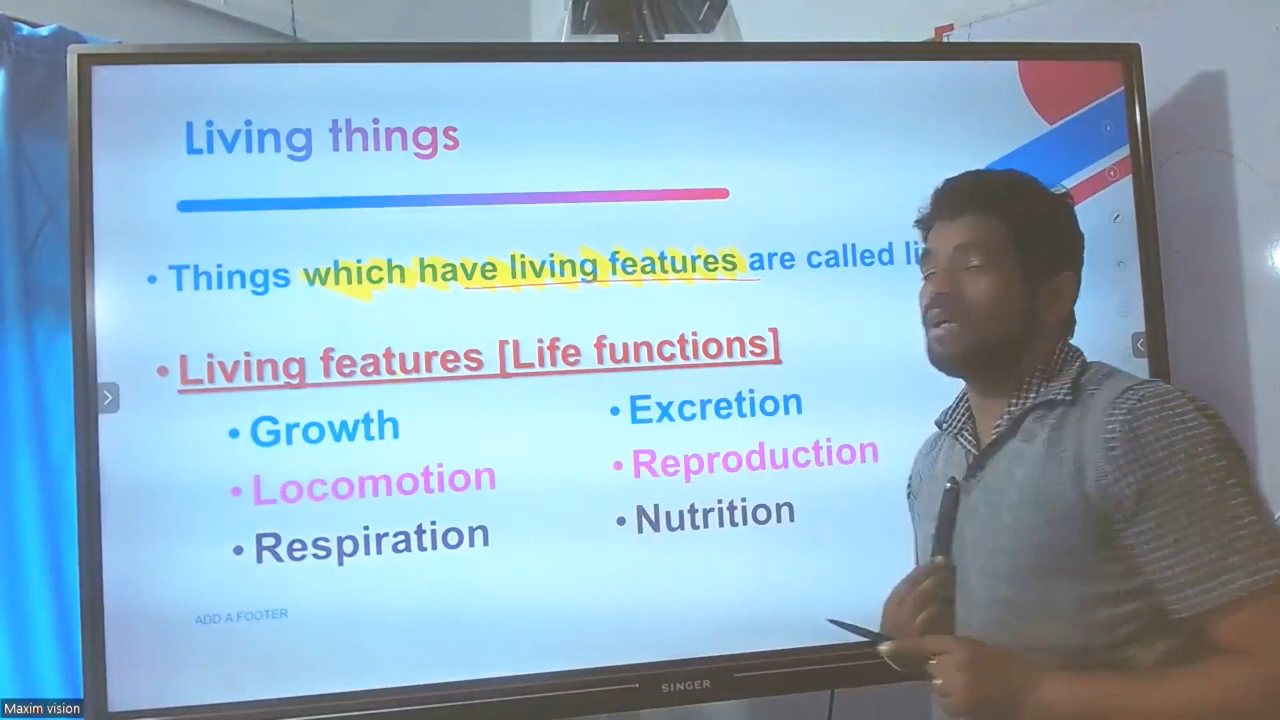 Living things
• Things which have living features are called
• Living features [Life functions]
• Growth
• Locomotion
• Respiration
• Excretion
• Reproduction
• Nutrition
ADD A FOOTER
SINGER
Maxim vision